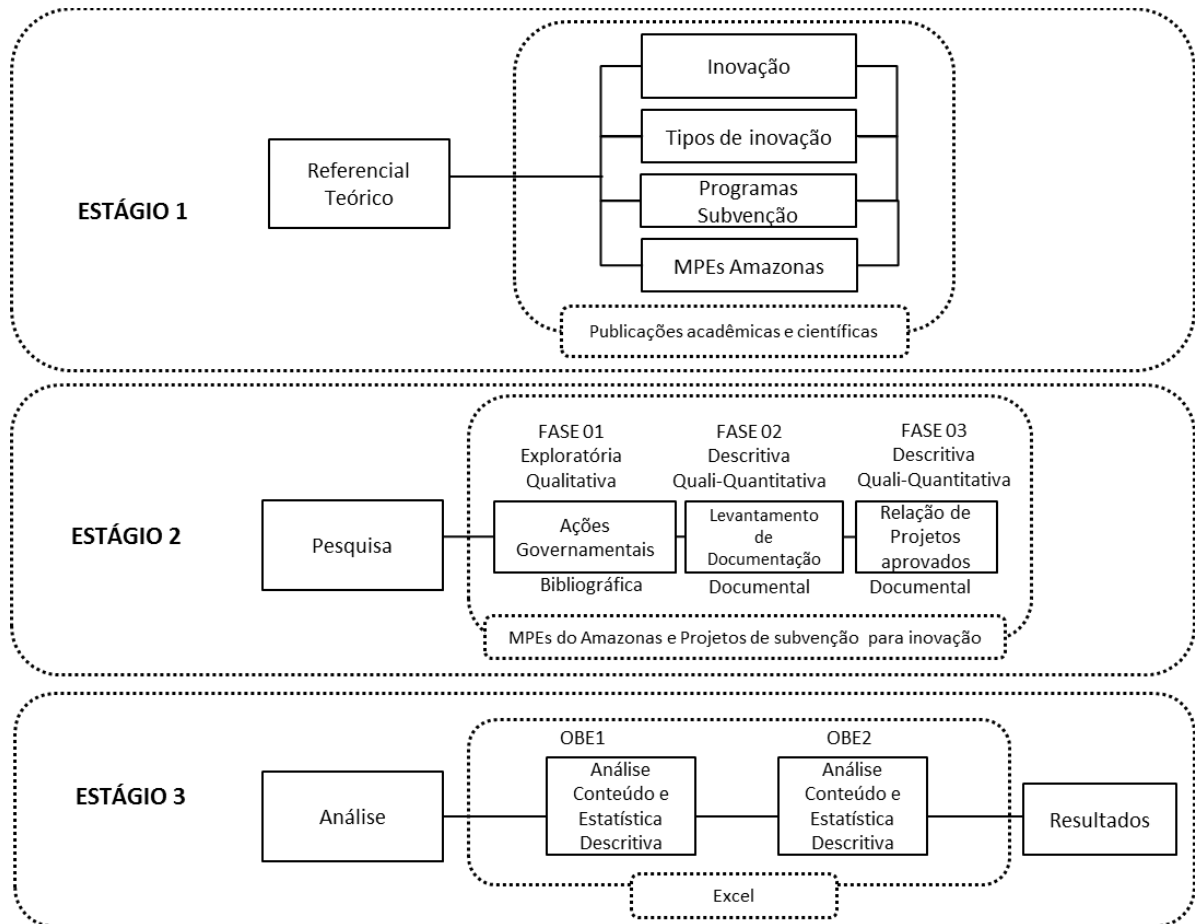 ESTÁGIO 1
Referencial
Teórico
Inovação
Tipos de inovação
Programas
Subvenção
MPEs Amazonas
Publicações acadêmicas e científicas
ESTÁGIO 2
Pesquisa
FASE 01
Exploratória
Qualitativa
Ações
Governamentais
Bibliográfica
FASE 02
Descritiva
Quali-Quantitativa
Levantamento
de
Documentação
Documental
FASE 03
Descritiva
Quali-Quantitativa
Relação de
Projetos
aprovados
Documental
MPEs do Amazonas e Projetos de subvenção para inovação
ESTÁGIO 3
Análise
OBE1
Análise
Conteúdo e
Estatística
Descritiva
OBE2
Análise
Conteúdo e
Estatística
Descritiva
Excel
Resultados